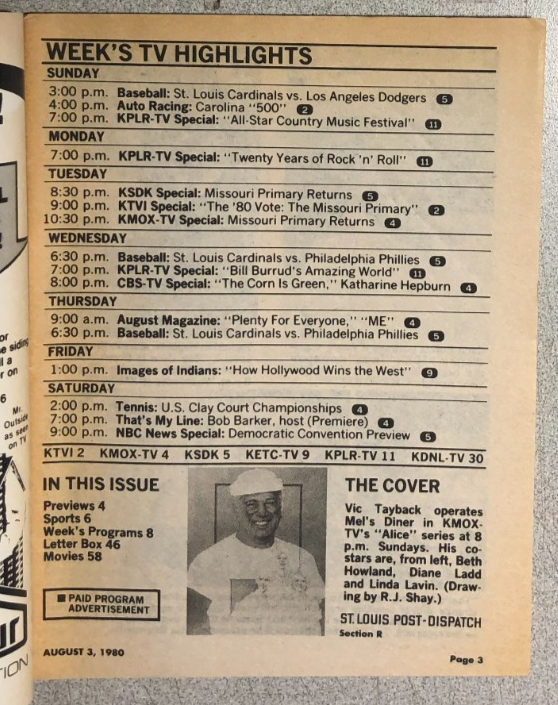 WEEK'S TV HIGHLIGHTS
SUNDAY
3:00 p.m. Baseball: St. Louis Cardinals vs. Los Angeles Dodgers 5
4:00 p.m. Auto Racing: Carolina "500" 2
7:00 p.m. KPLR-TV Special: "All-Star Country Music Festival" 11
MONDAY
7:00 p.m. KPLR-TV Special: "Twenty Years of Rock 'n' Roll" 11
TUESDAY
8:30 p.m. KSDK Special: Missouri Primary Returns 5
9:00 p.m. KTVI Special: "The '80 Vote: The Missouri Primary" 2
10:30 p.m. KMOX-TV Special: Missouri Primary Returns 4
WEDNESDAY
6:30 p.m. Baseball: St. Louis Cardinals vs. Philadelphia Phillies 5
7:00 p.m. KPLR-TV Special: "Bill Burrud's Amazing World" 11
8:00 p.m. CBS-TV Special: "The Corn Is Green," Katharine Hepburn 4
THURSDAY
9:00 a.m. August Magazine: "Plenty For Everyone," "ME" 4
6:30 p.m. Baseball: St. Louis Cardinals vs. Philadelphia Phillies 5
FRIDAY
1:00 p.m. Images of Indians: "How Hollywood Wins the West" 9
SATURDAY
2:00 p.m. Tennis: U.S. Clay Court Championships 4
7:00 p.m. That's My Line: Bob Barker, host (Premiere) 4
9:00 p.m. NBC News Special: Democratic Convention Preview 5
KTVI 2 KMOX-TV 4 KSDK 5 KETC-TV 9 KPLR-TV 11 KDNL-TV 30
IN THIS ISSUE
Previews 4
Sports 6
Week's Programs 8
Letter Box 46
Movies 58
■ PAID PROGRAM
ADVERTISEMENT
THE COVER
Vic Tayback operates
Mel's Diner in KMOX-
TV's "Alice" series at 8
p.m. Sundays. His co-
stars are, from left, Beth
Howland, Diane Ladd
and Linda Lavin. (Draw-
ing by R.J. Shay.)
ST. LOUIS POST-DISPATCH
Section R
AUGUST 3, 1980
Page 3
or
e siding
a
r on
6
Mr.
Outside
as seen
on TV